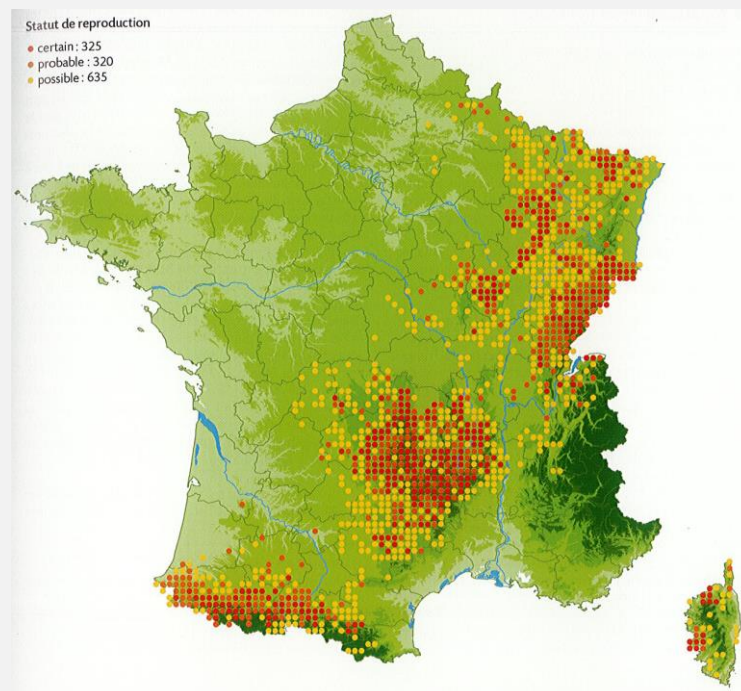 Statut de reproduction
certain : 325
probable : 320
possible : 635